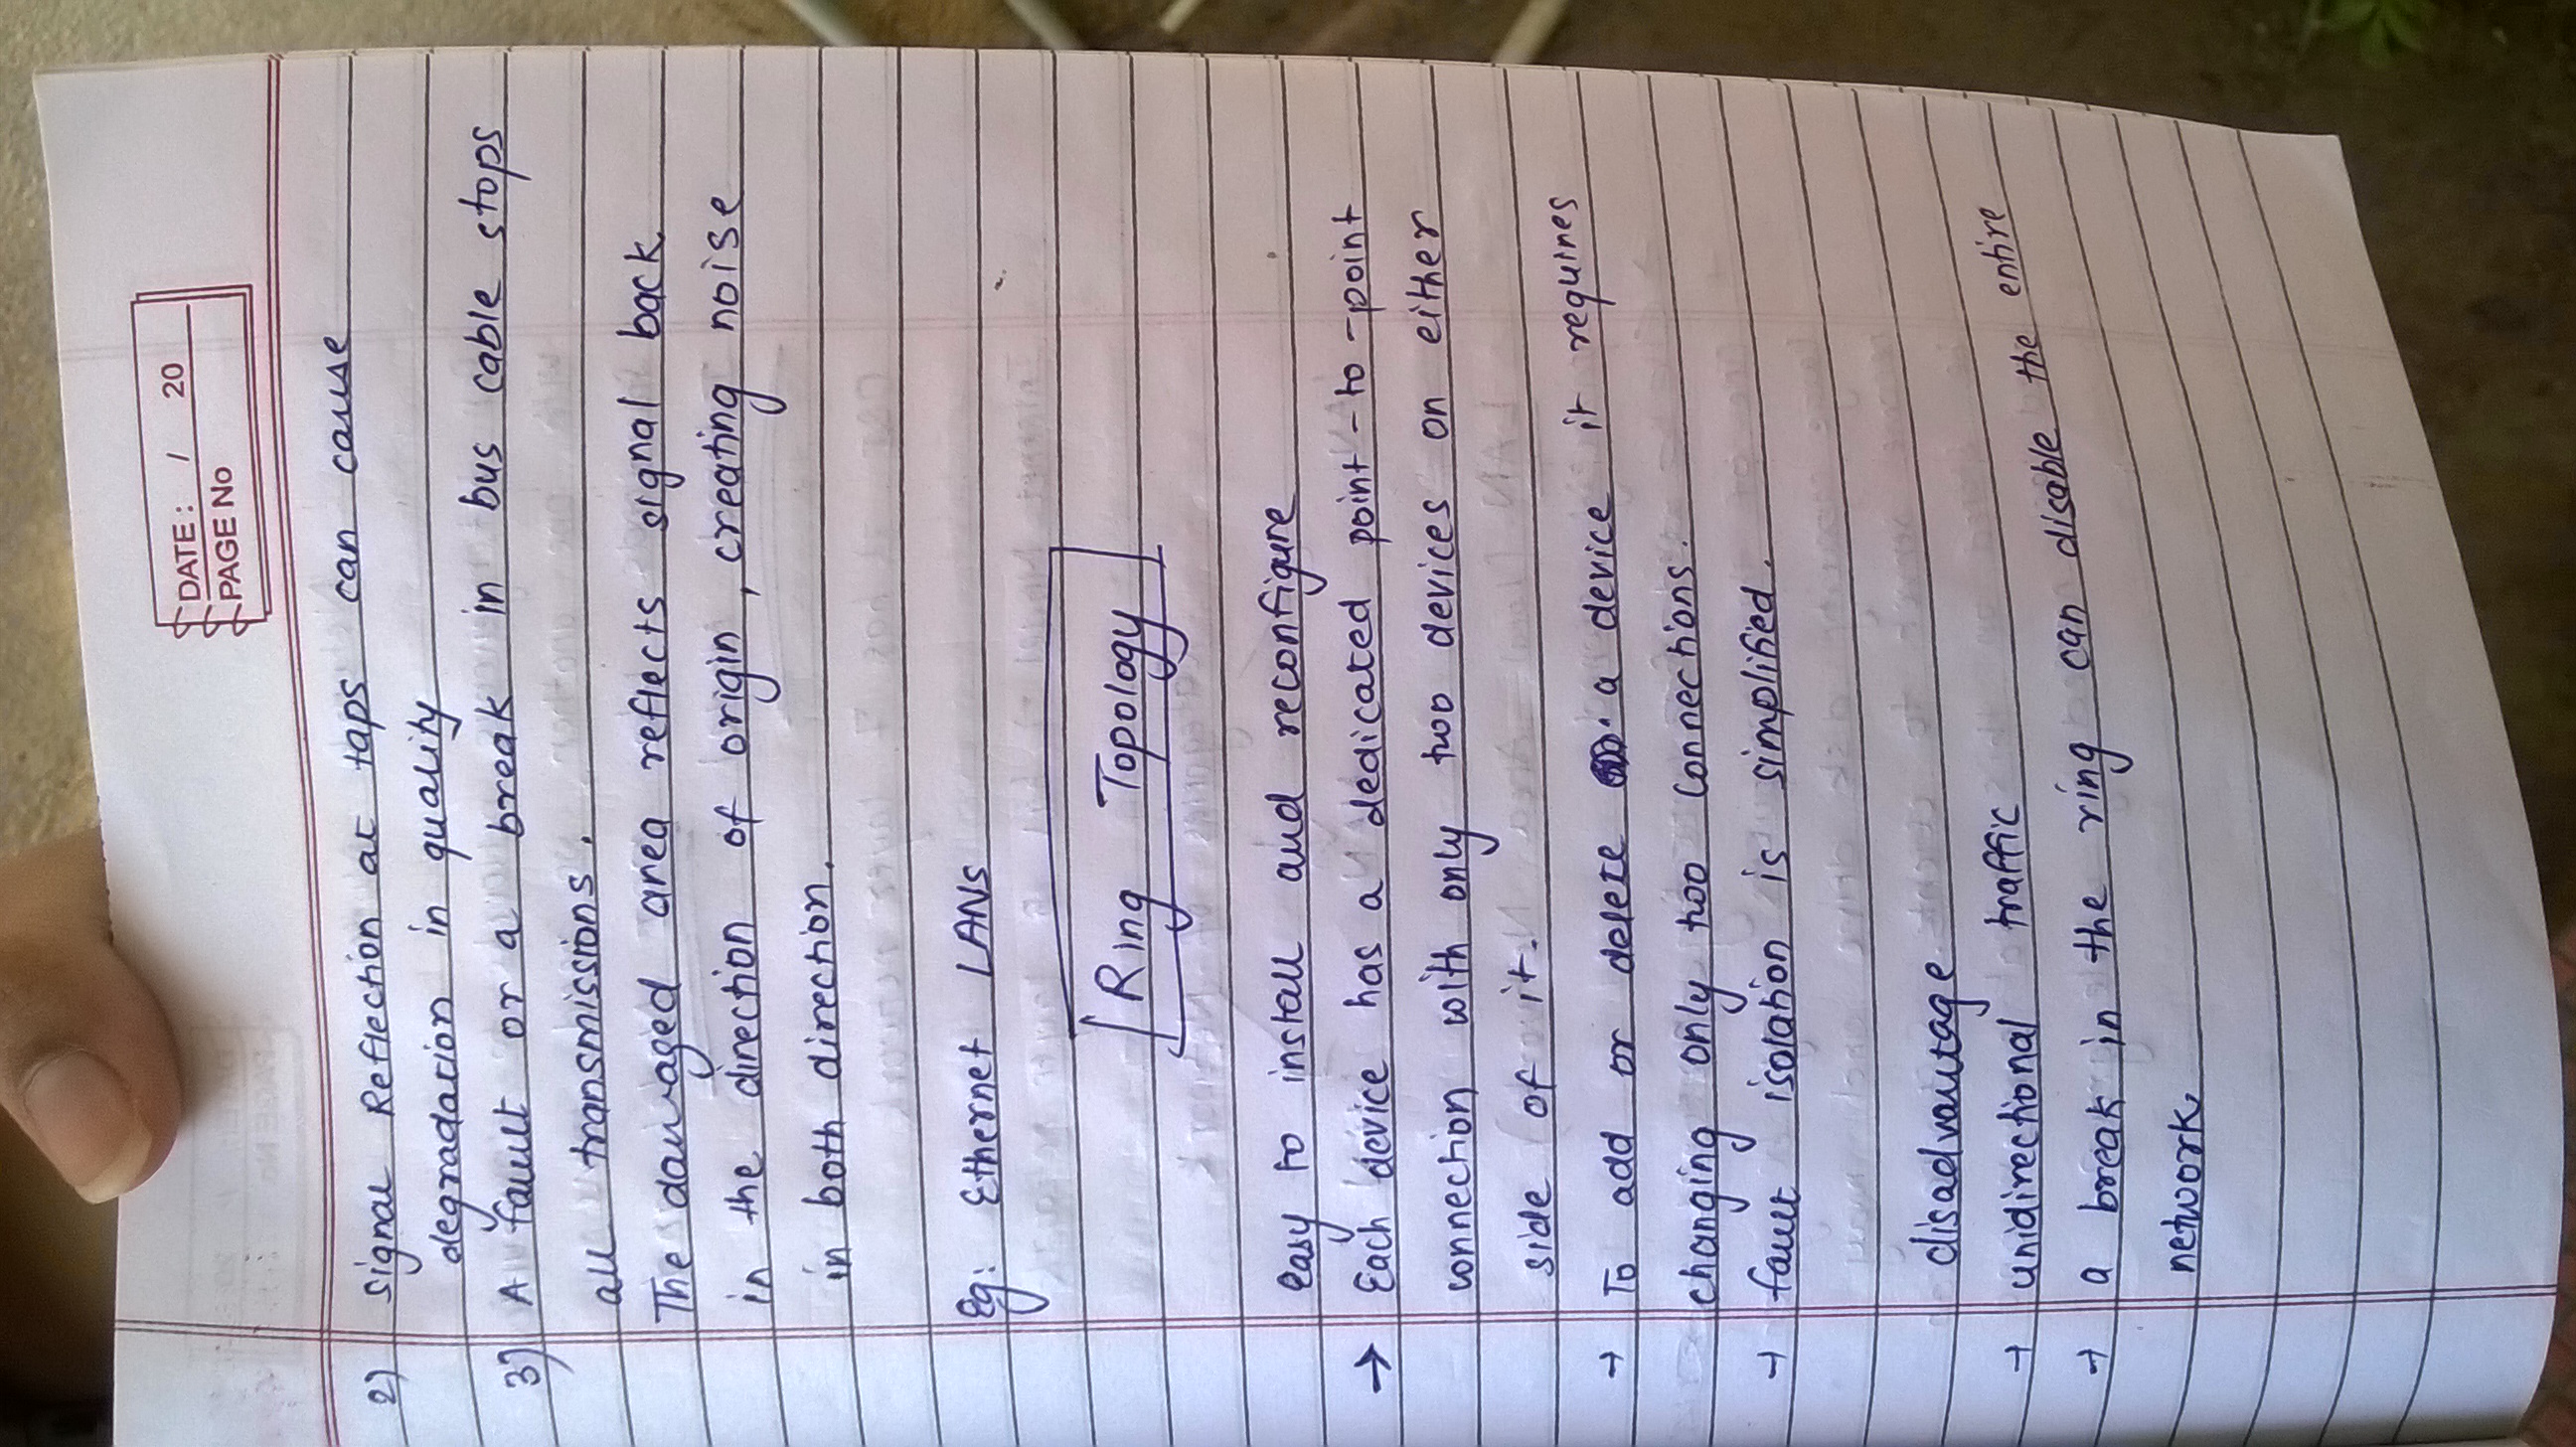 DATE: / 20
PAGE No
2) Signal Reflection at taps can cause
degradation in quality
3) A fault or a break in bus cable stops
all transmissions.
The damaged area reflects signal back
in the direction of origin, creating noise
in both direction.
Eg: Ethernet LANs
Ring Topology
easy to install and reconfigure
→ Each device has a dedicated point-to-point
connection with only two devices on either
side of it.
→ To add or delete a device it requires
changing only two connections.
→ fault isolation is simplified.
disadvantage
→ unidirectional traffic
→ a break in the ring can disable the entire
network.